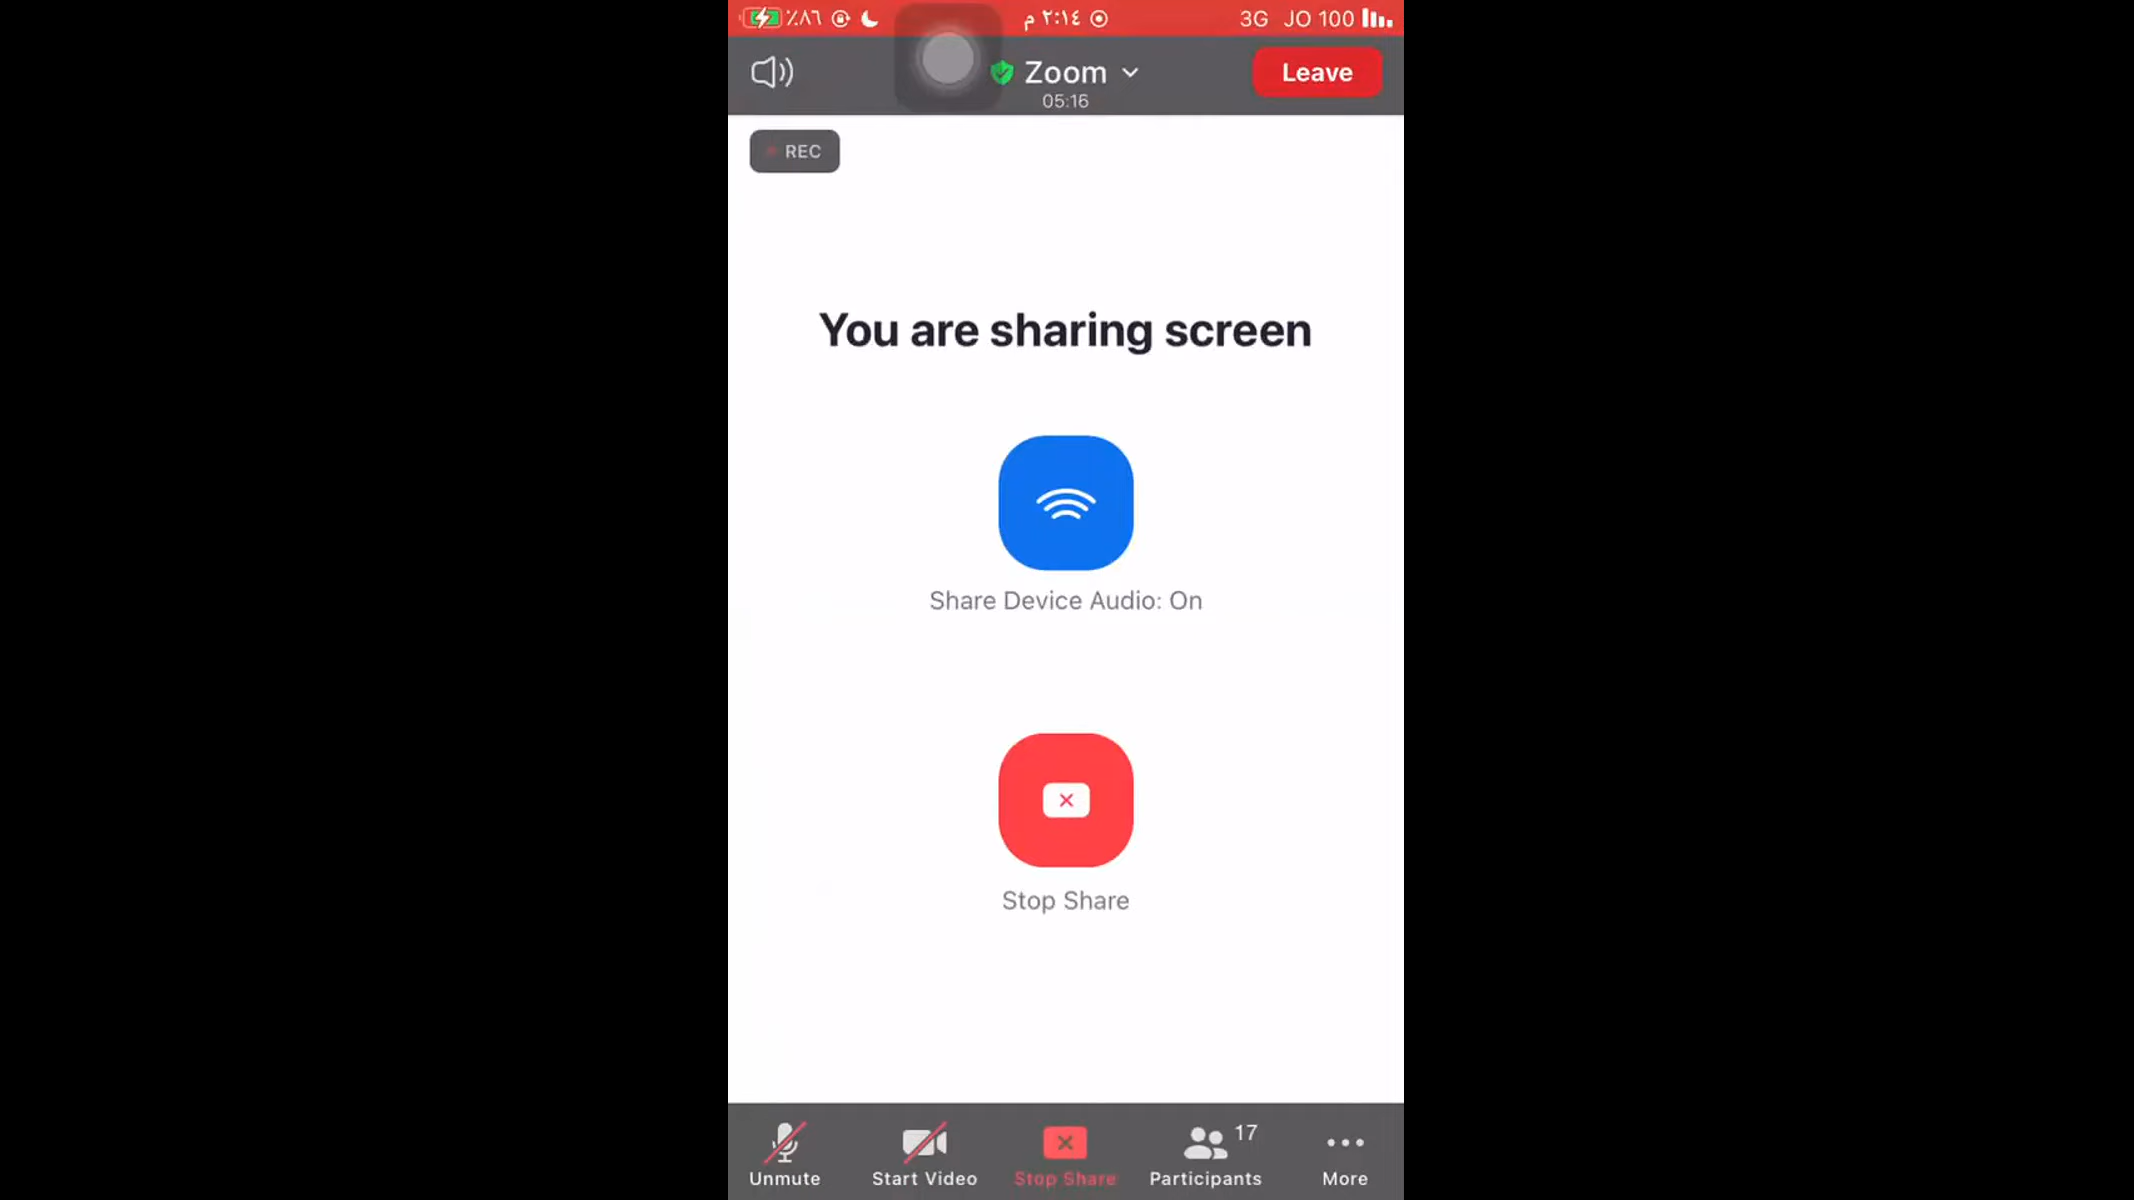 ٪٨٦ ٢:١٤ م 3G JO 100
Zoom
05:16
Leave
REC
You are sharing screen
Share Device Audio: On
Stop Share
17
Unmute Start Video Stop Share Participants More